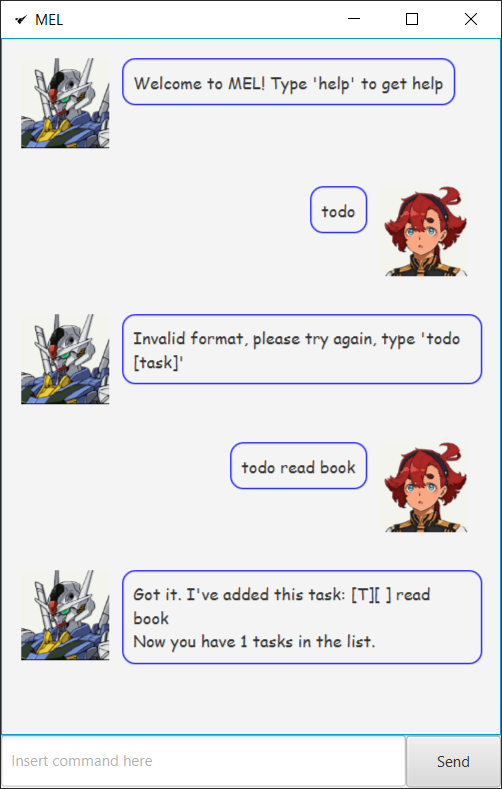 MEL
Welcome to MEL! Type 'help' to get help
todo
Invalid format, please try again, type 'todo
[task]'
todo read book
Got it. I've added this task: [T][ ] read
book
Now you have 1 tasks in the list.
Insert command here
Send